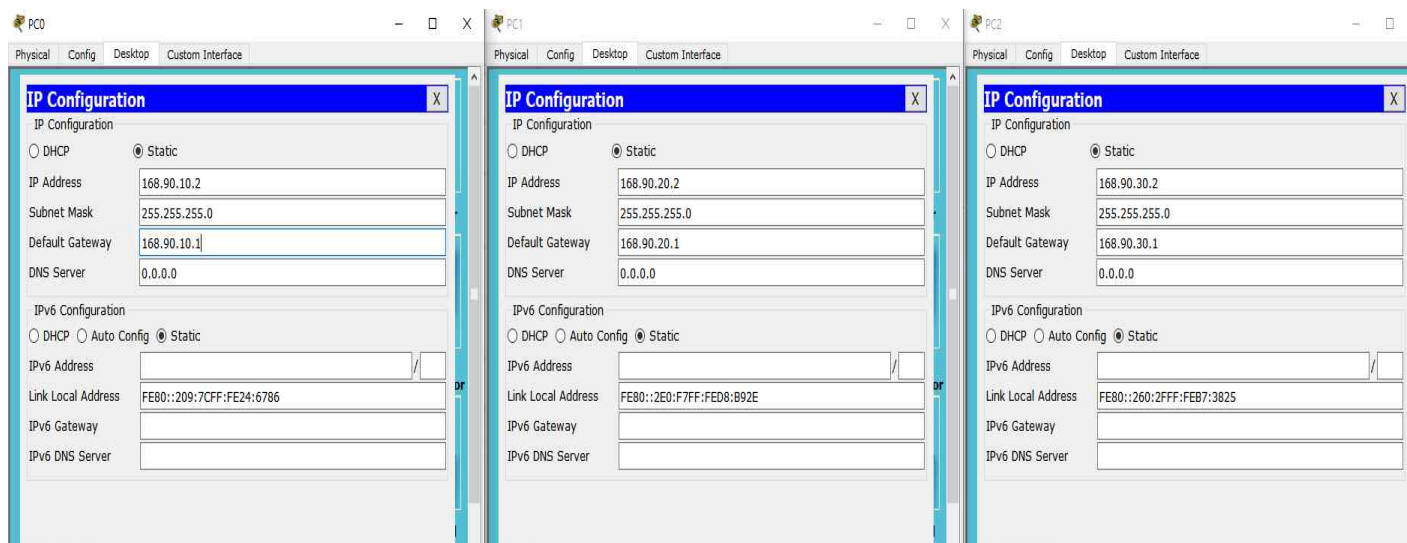 PC0
Physical Config Desktop Custom Interface
IP Configuration X
IP Configuration
DHCP Static
IP Address 168.90.10.2
Subnet Mask 255.255.255.0
Default Gateway 168.90.10.1
DNS Server 0.0.0.0
IPv6 Configuration
DHCP Auto Config Static
IPv6 Address /
Link Local Address FE80::209:7CFF:FE24:6786
IPv6 Gateway
IPv6 DNS Server
PC1
Physical Config Desktop Custom Interface
IP Configuration X
IP Configuration
DHCP Static
IP Address 168.90.20.2
Subnet Mask 255.255.255.0
Default Gateway 168.90.20.1
DNS Server 0.0.0.0
IPv6 Configuration
DHCP Auto Config Static
IPv6 Address /
Link Local Address FE80::2E0:F7FF:FED8:B92E
IPv6 Gateway
IPv6 DNS Server
PC2
Physical Config Desktop Custom Interface
IP Configuration X
IP Configuration
DHCP Static
IP Address 168.90.30.2
Subnet Mask 255.255.255.0
Default Gateway 168.90.30.1
DNS Server 0.0.0.0
IPv6 Configuration
DHCP Auto Config Static
IPv6 Address /
Link Local Address FE80::260:2FFF:FEB7:3825
IPv6 Gateway
IPv6 DNS Server